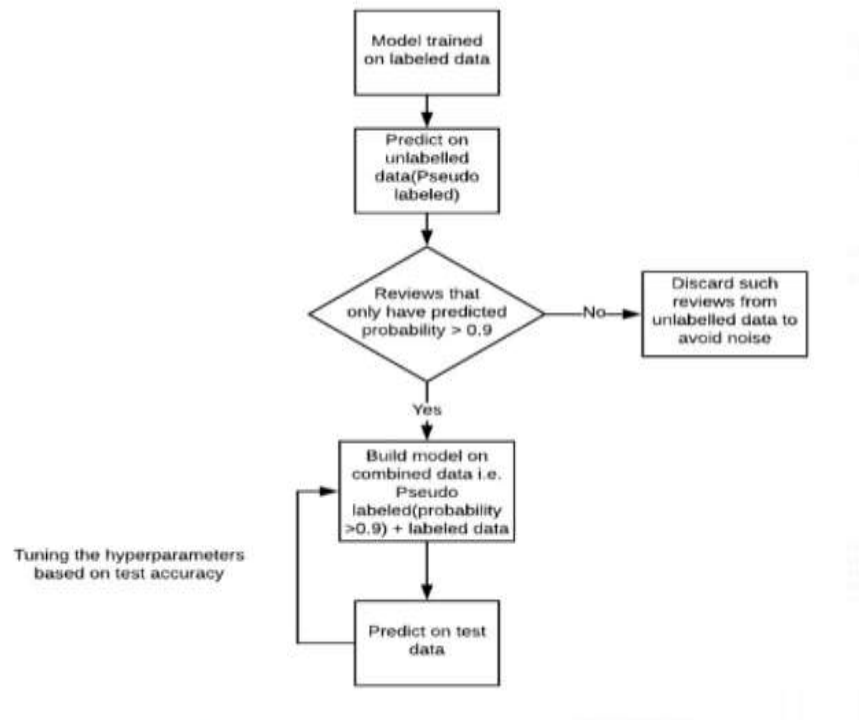 Model trained
on labeled data
Predict on
unlabelled
data(Pseudo
labeled)
Reviews that
only have predicted
probability > 0.9
No
Discard such
reviews from
unlabelled data to
avoid noise
Yes
Build model on
combined data i.e.
Pseudo
labeled(probability
>0.9) + labeled data
Tuning the hyperparameters
based on test accuracy
Predict on test
data